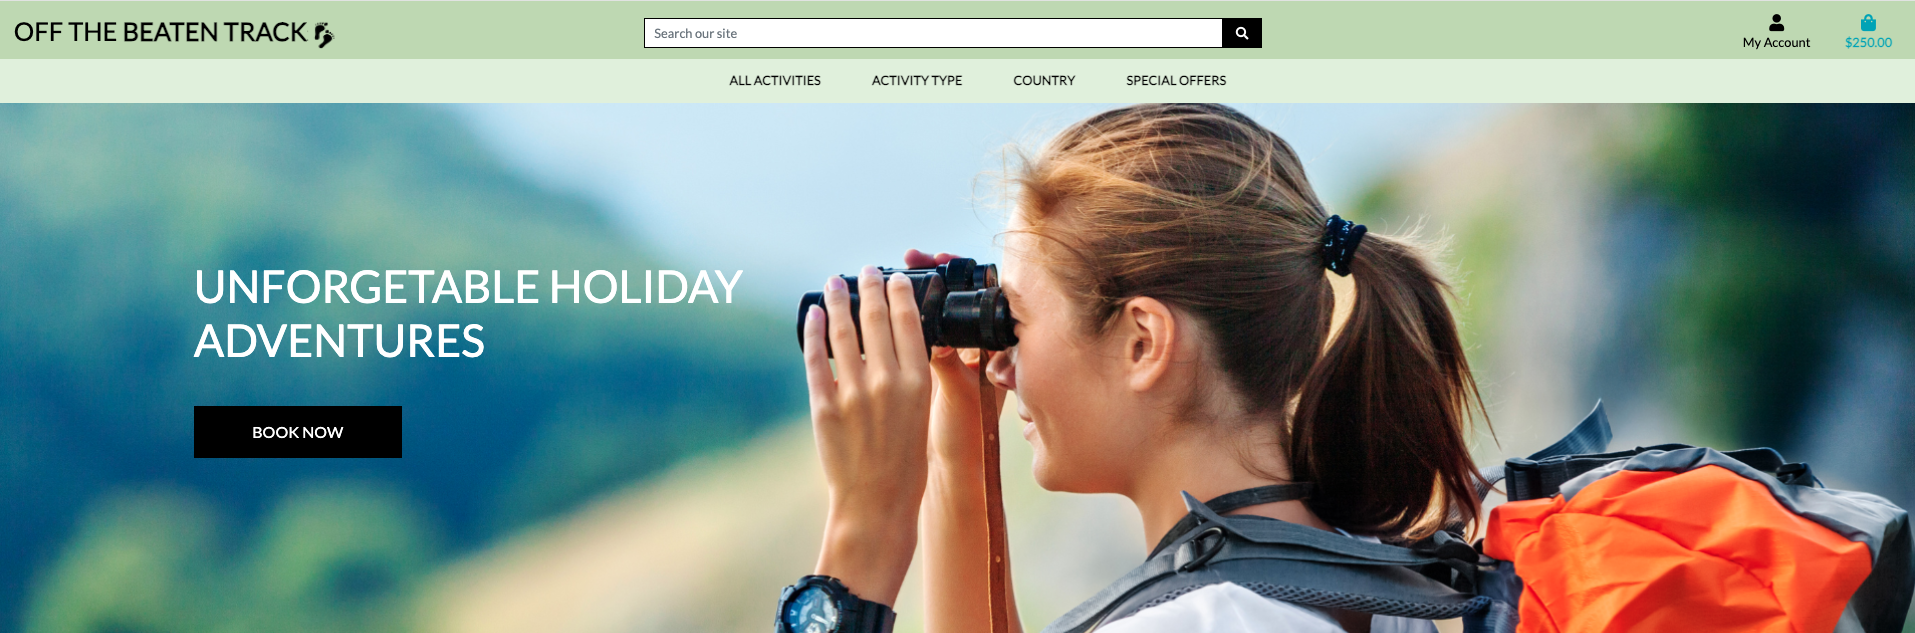 OFF THE BEATEN TRACK
Search our site
My Account
$250.00
ALL ACTIVITIES
ACTIVITY TYPE
COUNTRY
SPECIAL OFFERS
UNFORGETABLE HOLIDAY
ADVENTURES
BOOK NOW